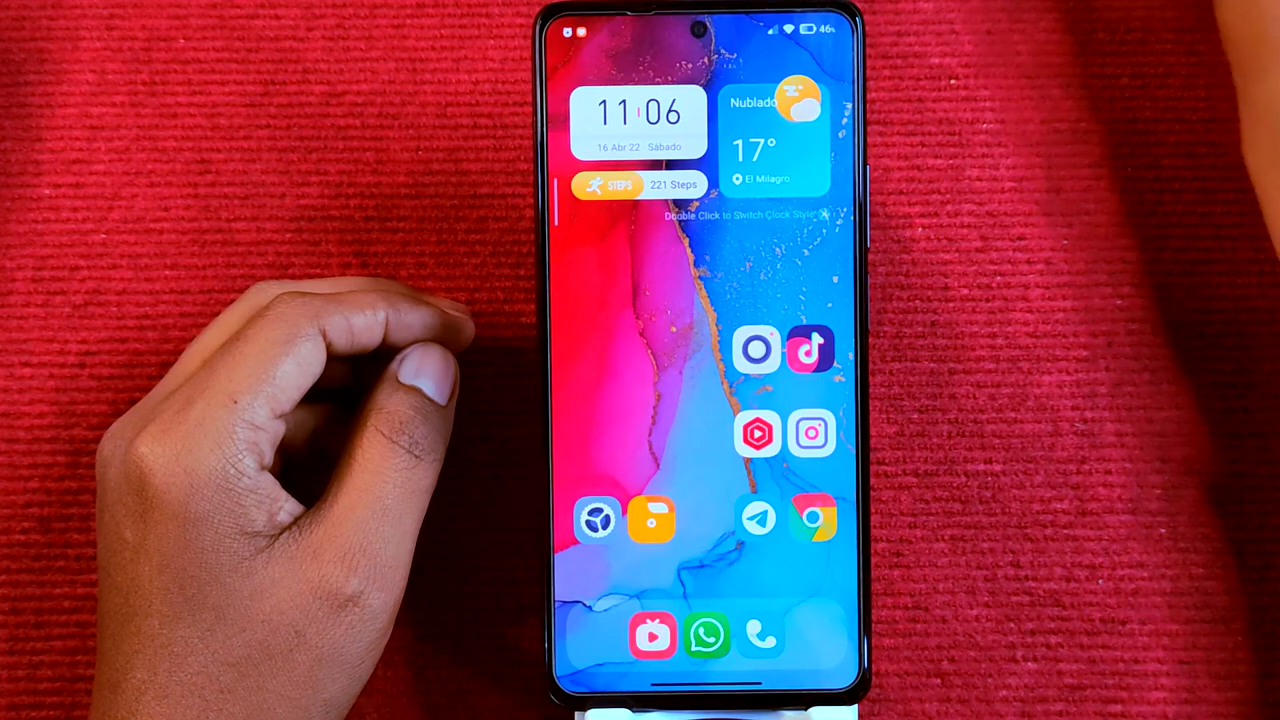 46%
11:06
16 Abr 22 Sábado
STEPS 221 Steps
Nublado
17°
El Milagro
Double Click to Switch Clock Style